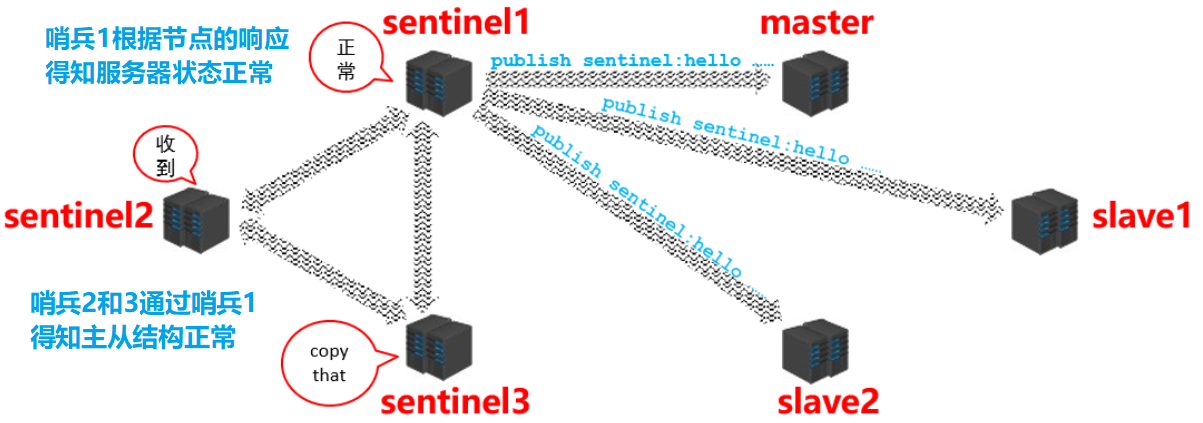 sentinel1
master
哨兵1根据节点的响应
得知服务器状态正常
正
常
publish sentinel:hello ……
publish sentinel:hello ……
publish sentinel:hello ……
收
到
sentinel2
slave1
哨兵2和3通过哨兵1
得知主从结构正常
copy
that
sentinel3
slave2